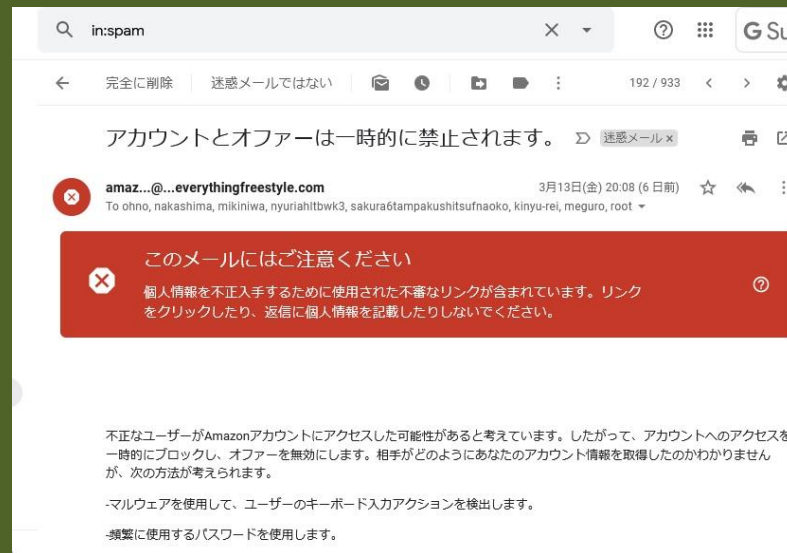 in:spam
G Su
完全に削除 迷惑メールではない 192 / 933
アカウントとオファーは一時的に禁止されます。 迷惑メール ×
amaz...@...everythingfreestyle.com 3月13日(金) 20:08 (6 日前)
To ohno, nakashima, mikiniwa, nyuriahltbwk3, sakura6tampakushitsufnaoko, kinyu-rei, meguro, root
このメールにはご注意ください
個人情報を不正入手するために使用された不審なリンクが含まれています。リンク
をクリックしたり、返信に個人情報を記載したりしないでください。
不正なユーザーがAmazonアカウントにアクセスした可能性があると考えています。したがって、アカウントへのアクセスを
一時的にブロックし、オファーを無効にします。相手がどのようにあなたのアカウント情報を取得したのかわかりません
が、次の方法が考えられます。
-マルウェアを使用して、ユーザーのキーボード入力アクションを検出します。
-頻繁に使用するパスワードを使用します。